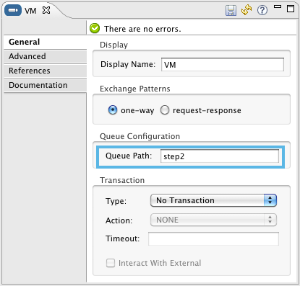 VM
There are no errors.
General
Advanced
References
Documentation
Display
Display Name: VM
Exchange Patterns
one-way request-response
Queue Configuration
Queue Path: step2
Transaction
Type: No Transaction
Action: NONE
Timeout:
Interact With External